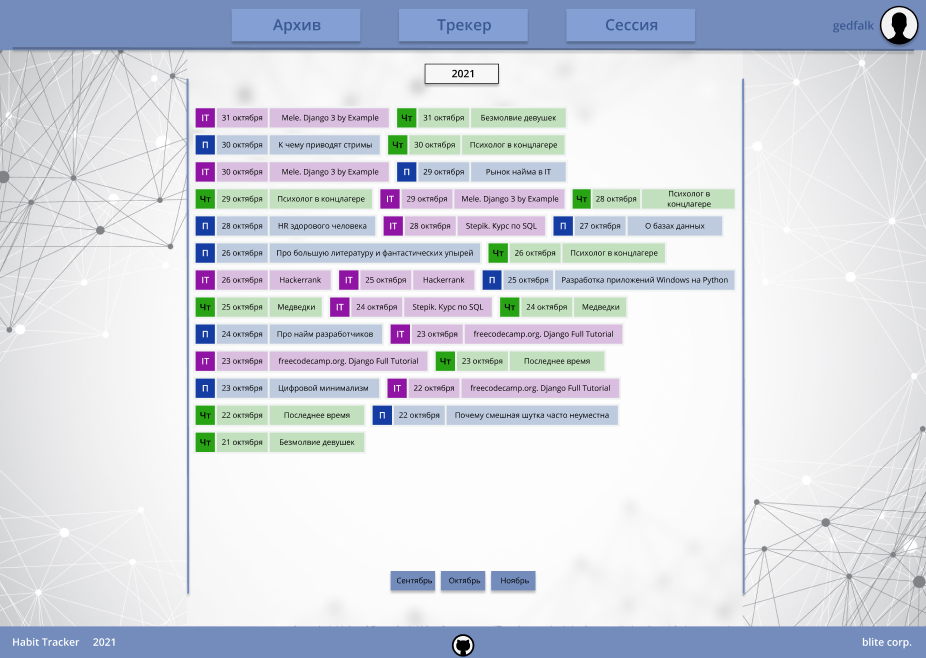 Архив Трекер Сессия gedfalk
2021
IT 31 октября Mele. Django 3 by Example Чт 31 октября Безмолвие девушек
П 30 октября К чему приводят стримы Чт 30 октября Психолог в концлагере
IT 30 октября Mele. Django 3 by Example П 29 октября Рынок найма в IT
Чт 29 октября Психолог в концлагере IT 29 октября Mele. Django 3 by Example Чт 28 октября Психолог в концлагере
П 28 октября HR здорового человека IT 28 октября Stepik. Курс по SQL П 27 октября О базах данных
П 26 октября Про большую литературу и фантастических упырей Чт 26 октября Психолог в концлагере
IT 26 октября Hackerrank IT 25 октября Hackerrank П 25 октября Разработка приложений Windows на Python
Чт 25 октября Медведки IT 24 октября Stepik. Курс по SQL Чт 24 октября Медведки
П 24 октября Про найм разработчиков IT 23 октября freecodecamp.org. Django Full Tutorial
IT 23 октября freecodecamp.org. Django Full Tutorial Чт 23 октября Последнее время
П 23 октября Цифровой минимализм IT 22 октября freecodecamp.org. Django Full Tutorial
Чт 22 октября Последнее время П 22 октября Почему смешная шутка часто неуместна
Чт 21 октября Безмолвие девушек
Сентябрь Октябрь Ноябрь
Habit Tracker 2021 blite corp.